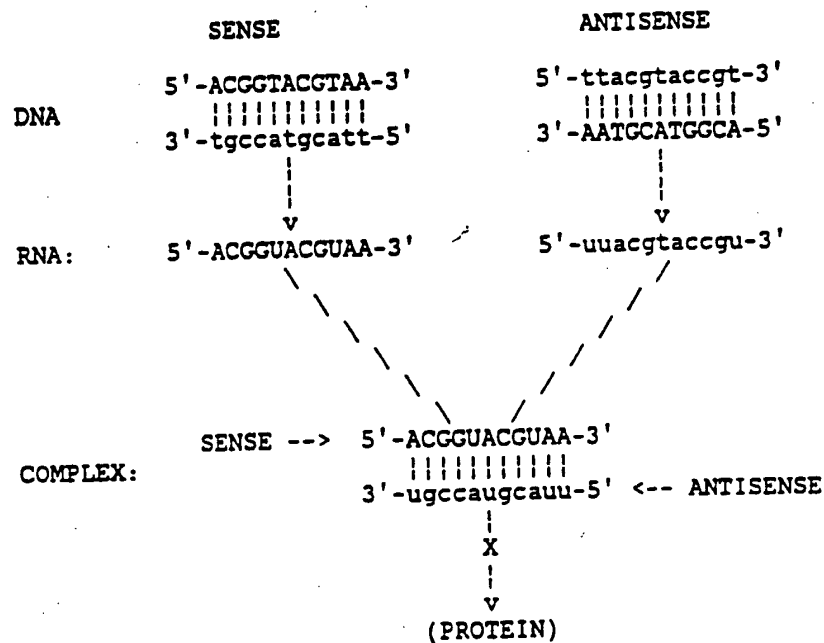 SENSE ANTISENSE
5'-ACGGTACGTAA-3' 5'-ttacgtaccgt-3'
DNA
3'-tgccatgcatt-5' 3'-AATGCATGGCA-5'
v v
RNA: 5'-ACGGUACGUAA-3' 5'-uuacgtaccgu-3'
SENSE --> 5'-ACGGUACGUAA-3'
COMPLEX:
3'-ugccaugcauu-5' <-- ANTISENSE
X
v
(PROTEIN)